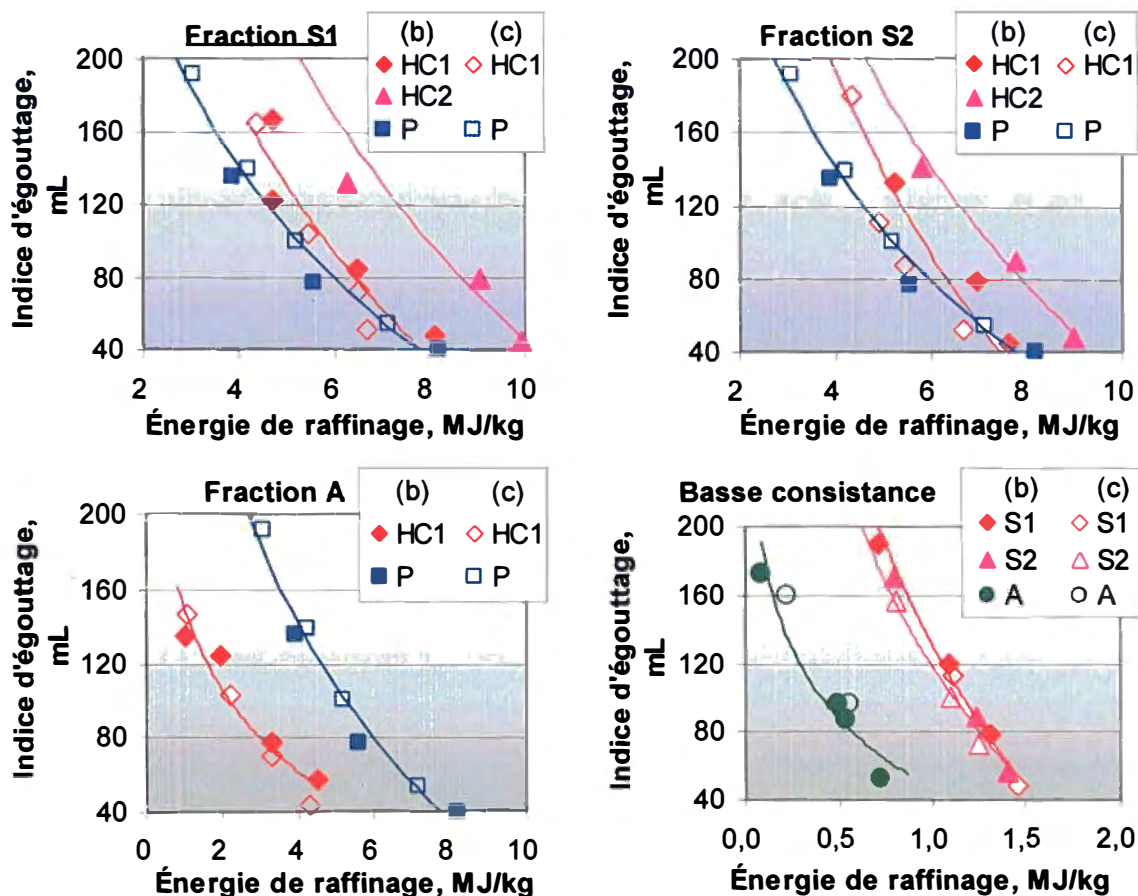 Fraction S1
(b) (c)
HC1 HC1
HC2
P P
Indice d'égouttage,
mL
200
160
120
80
40
2 4 6 8 10
Énergie de raffinage, MJ/kg
Fraction S2
(b) (c)
HC1 HC1
HC2
P P
Indice d'égouttage,
mL
200
160
120
80
40
2 4 6 8 10
Énergie de raffinage, MJ/kg
Fraction A
(b) (c)
HC1 HC1
P P
Indice d'égouttage,
mL
200
160
120
80
40
0 2 4 6 8 10
Énergie de raffinage, MJ/kg
Basse consistance
(b) (c)
S1 S1
S2 S2
A A
Indice d'égouttage,
mL
200
160
120
80
40
0,0 0,5 1,0 1,5 2,0
Énergie de raffinage, MJ/kg